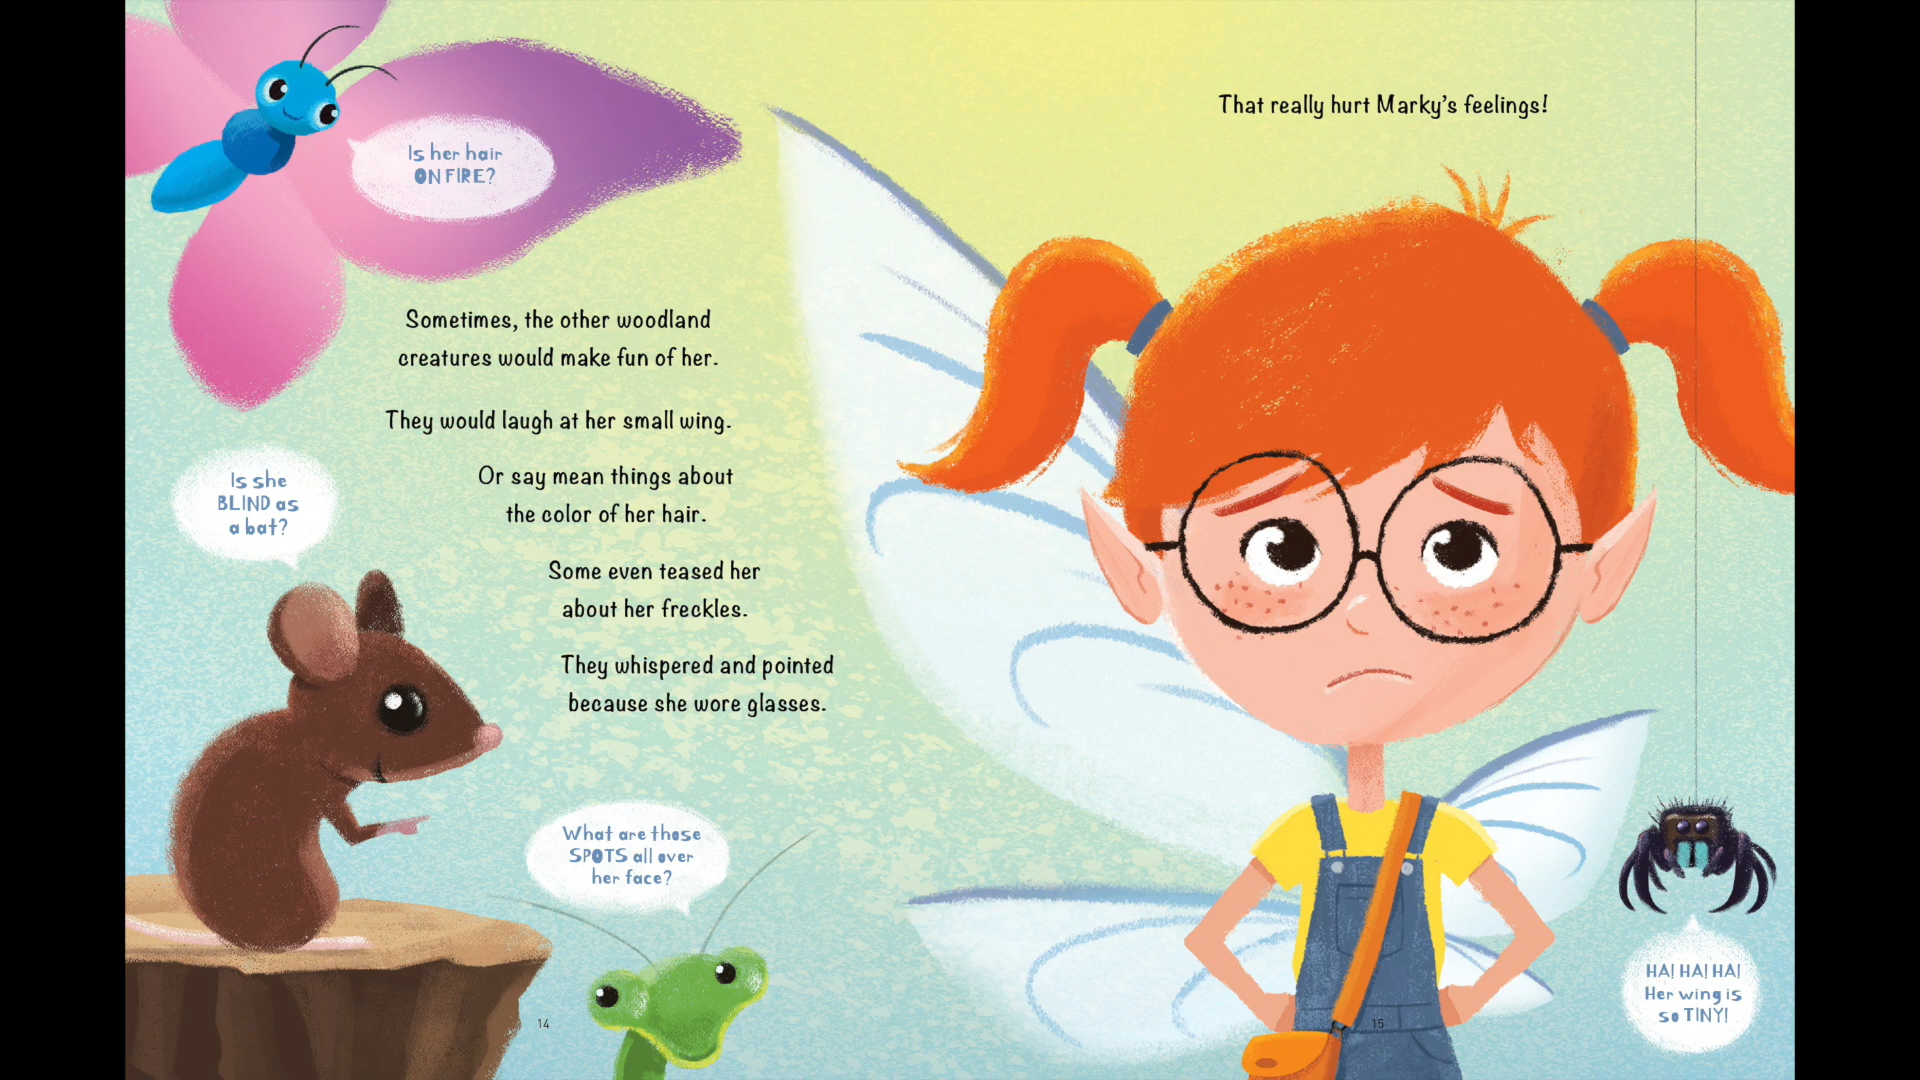 Is her hair
ON FIRE?
Sometimes, the other woodland
creatures would make fun of her.
They would laugh at her small wing.
Or say mean things about
the color of her hair.
Some even teased her
about her freckles.
They whispered and pointed
because she wore glasses.
Is she
BLIND as
a bat?
What are those
SPOTS all over
her face?
14
That really hurt Marky's feelings!
HA! HA! HA!
Her wing is
so TINY!
15